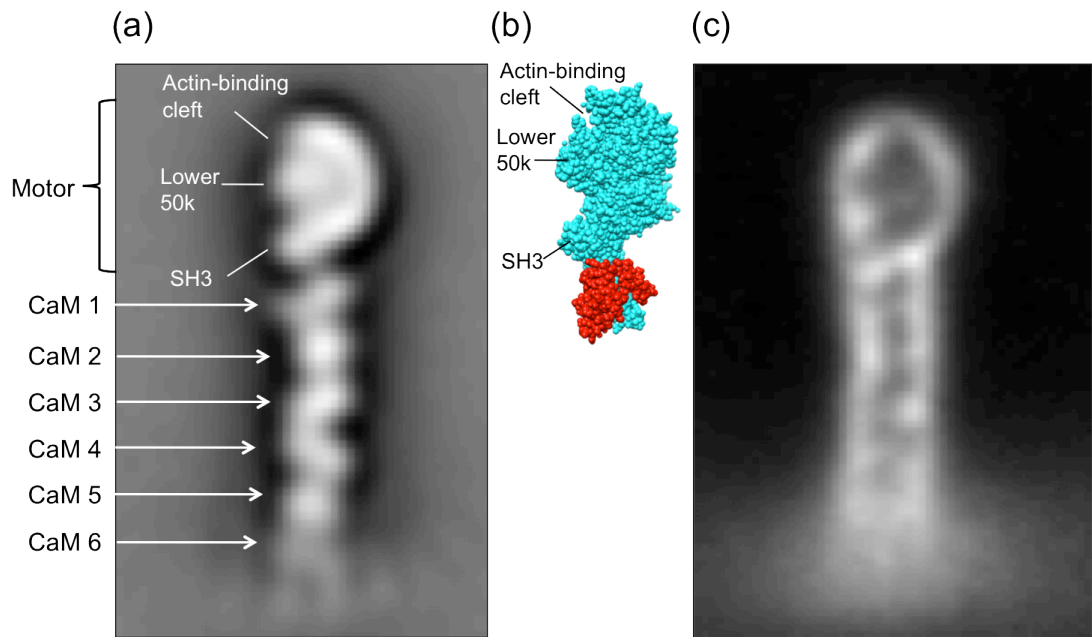 (a)
(b)
(c)
Actin-binding
cleft
Lower
50k
SH3
Motor
CaM 1
CaM 2
CaM 3
CaM 4
CaM 5
CaM 6
Actin-binding
cleft
Lower
50k
SH3